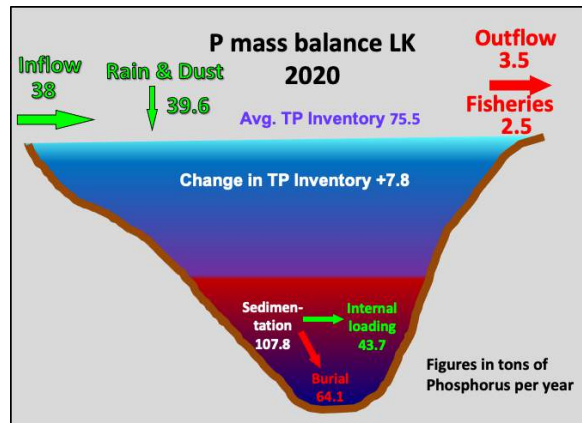 P mass balance LK
2020
Inflow
38
Rain & Dust
39.6
Outflow
3.5
Fisheries
2.5
Avg. TP Inventory 75.5
Change in TP Inventory +7.8
Sedimen-
tation
107.8
Internal
loading
43.7
Burial
64.1
Figures in tons of
Phosphorus per year